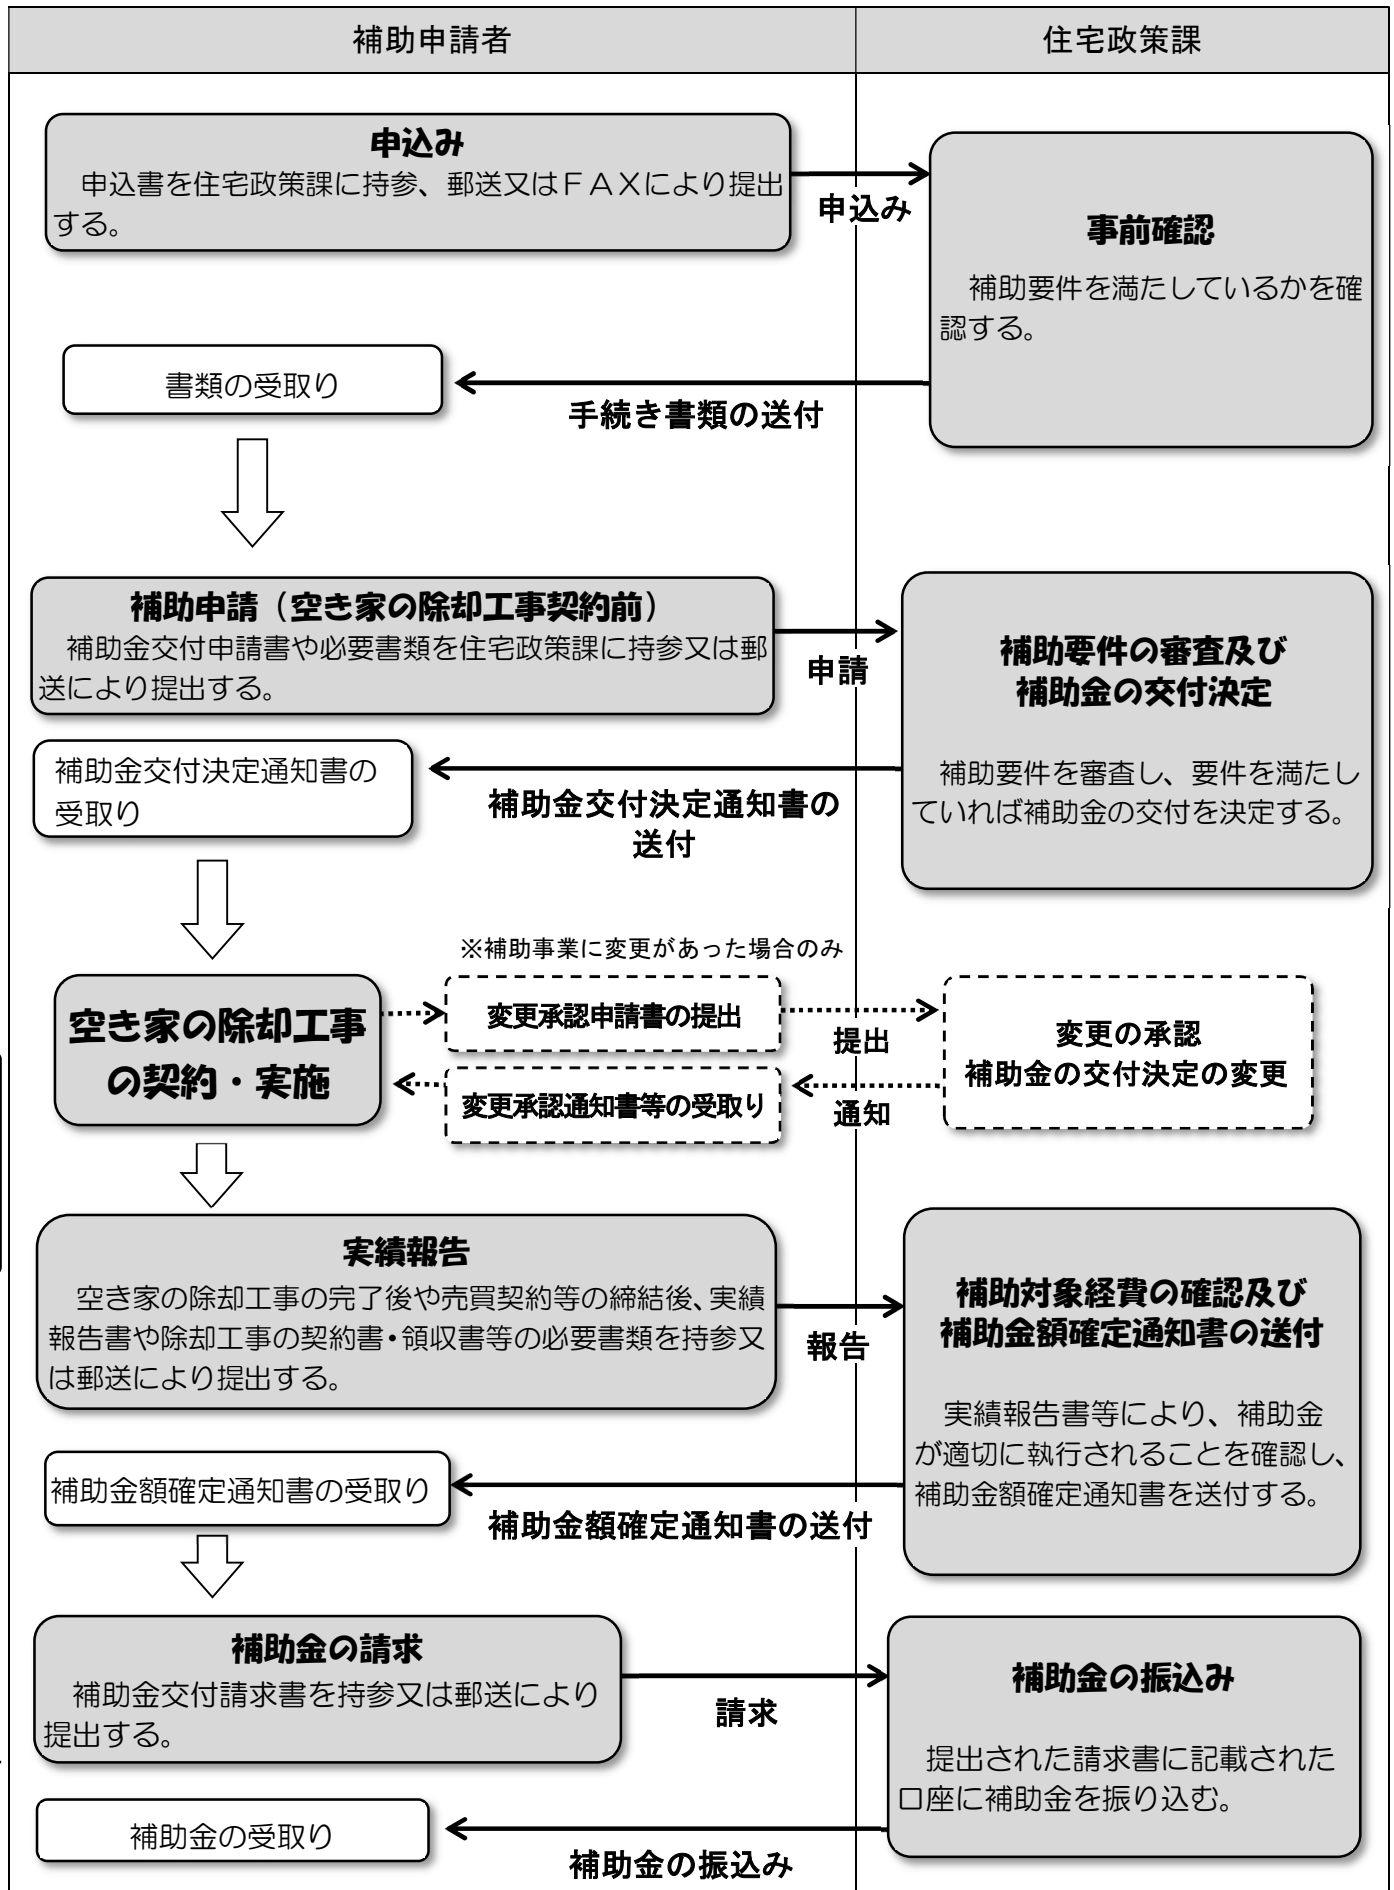 補助申請者
住宅政策課
申込み
申込書を住宅政策課に持参、郵送又はＦＡＸにより提出
する。
申込み
事前確認
補助要件を満たしているかを確
認する。
書類の受取り
手続き書類の送付
補助申請（空き家の除却工事契約前）
補助金交付申請書や必要書類を住宅政策課に持参又は郵
送により提出する。
申請
補助要件の審査及び
補助金の交付決定
補助要件を審査し、要件を満たし
ていれば補助金の交付を決定する。
補助金交付決定通知書の
受取り
補助金交付決定通知書の
送付
※補助事業に変更があった場合のみ
空き家の除却工事
の契約・実施
変更承認申請書の提出
提出
変更の承認
補助金の交付決定の変更
変更承認通知書等の受取り
通知
実績報告
空き家の除却工事の完了後や売買契約等の締結後、実績
報告書や除却工事の契約書・領収書等の必要書類を持参又
は郵送により提出する。
報告
補助対象経費の確認及び
補助金額確定通知書の送付
実績報告書等により、補助金
が適切に執行されることを確認し、
補助金額確定通知書を送付する。
補助金額確定通知書の受取り
補助金額確定通知書の送付
補助金の請求
補助金交付請求書を持参又は郵送により
提出する。
請求
補助金の振込み
提出された請求書に記載された
口座に補助金を振り込む。
補助金の受取り
補助金の振込み